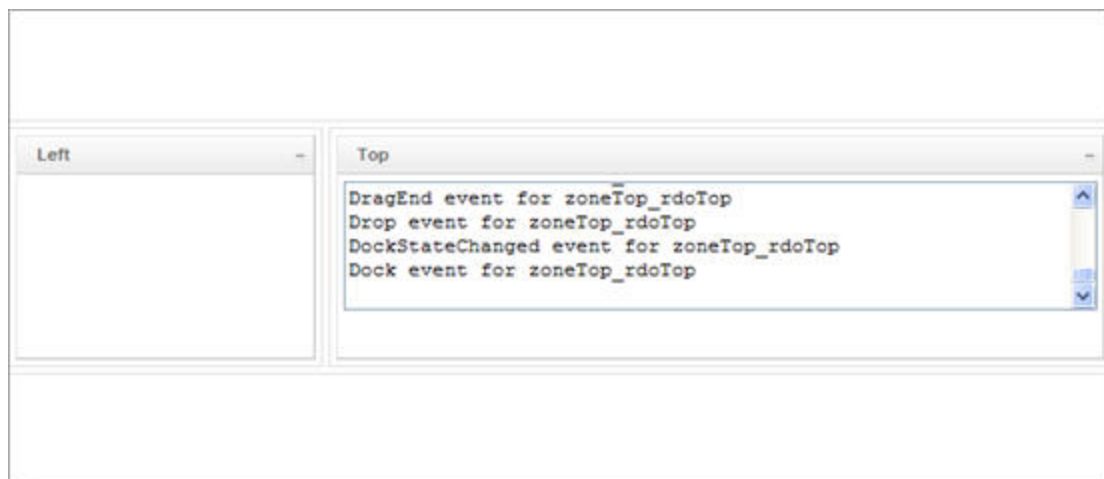 Left
Top
DragEnd event for zoneTop_rdoTop
Drop event for zoneTop_rdoTop
DockStateChanged event for zoneTop_rdoTop
Dock event for zoneTop_rdoTop